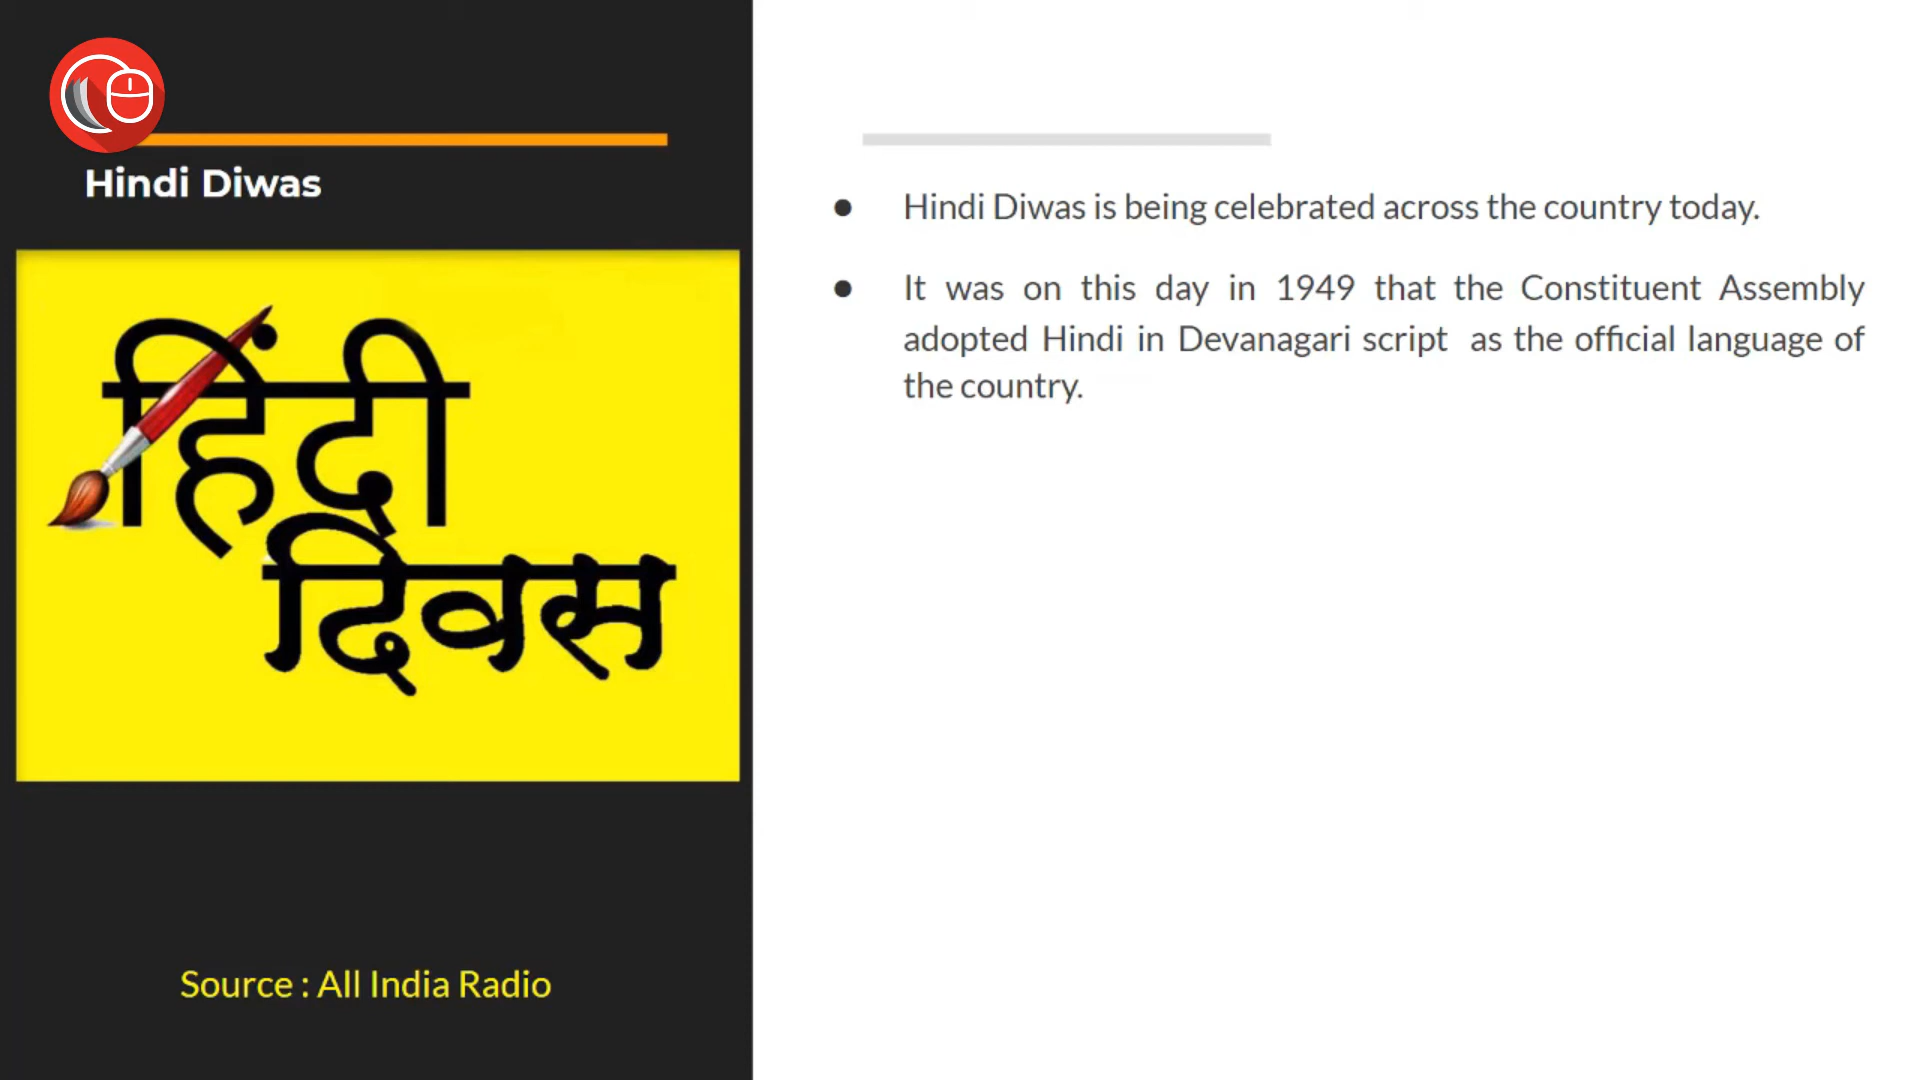 Hindi Diwas
हिंदी
दिवस
Source : All India Radio
● Hindi Diwas is being celebrated across the country today.
● It was on this day in 1949 that the Constituent Assembly
adopted Hindi in Devanagari script as the official language of
the country.